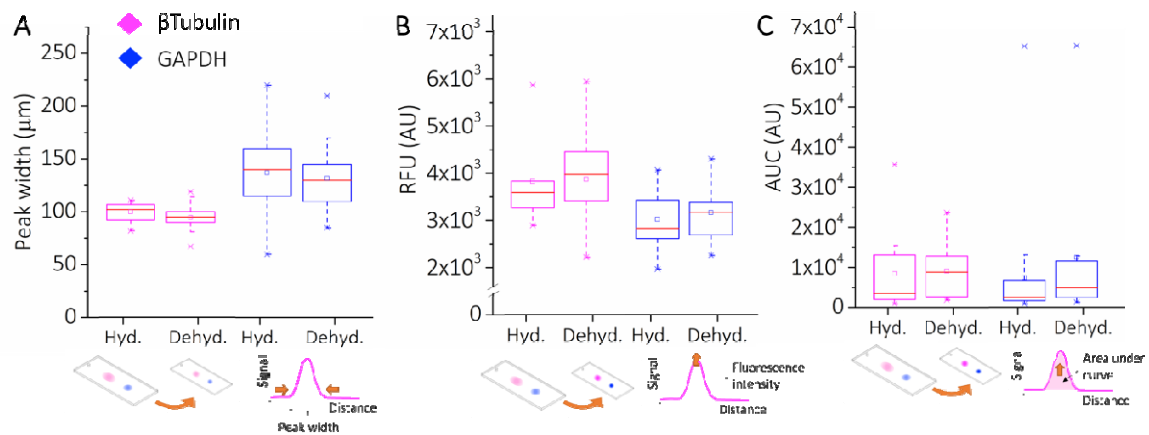 A
βTubulin
GAPDH
250
200
150
100
50
0
Peak width (μm)
Hyd. Dehyd. Hyd. Dehyd.
Signal
Distance
Peak width
B
7x10³
6x10³
5x10³
4x10³
3x10³
2x10³
0
RFU (AU)
Hyd. Dehyd. Hyd. Dehyd.
Signal
Fluorescence
intensity
Distance
C
7x10⁴
6x10⁴
5x10⁴
4x10⁴
3x10⁴
2x10⁴
1x10⁴
0
AUC (AU)
Hyd. Dehyd. Hyd. Dehyd.
Signal
Area under
curve
Distance